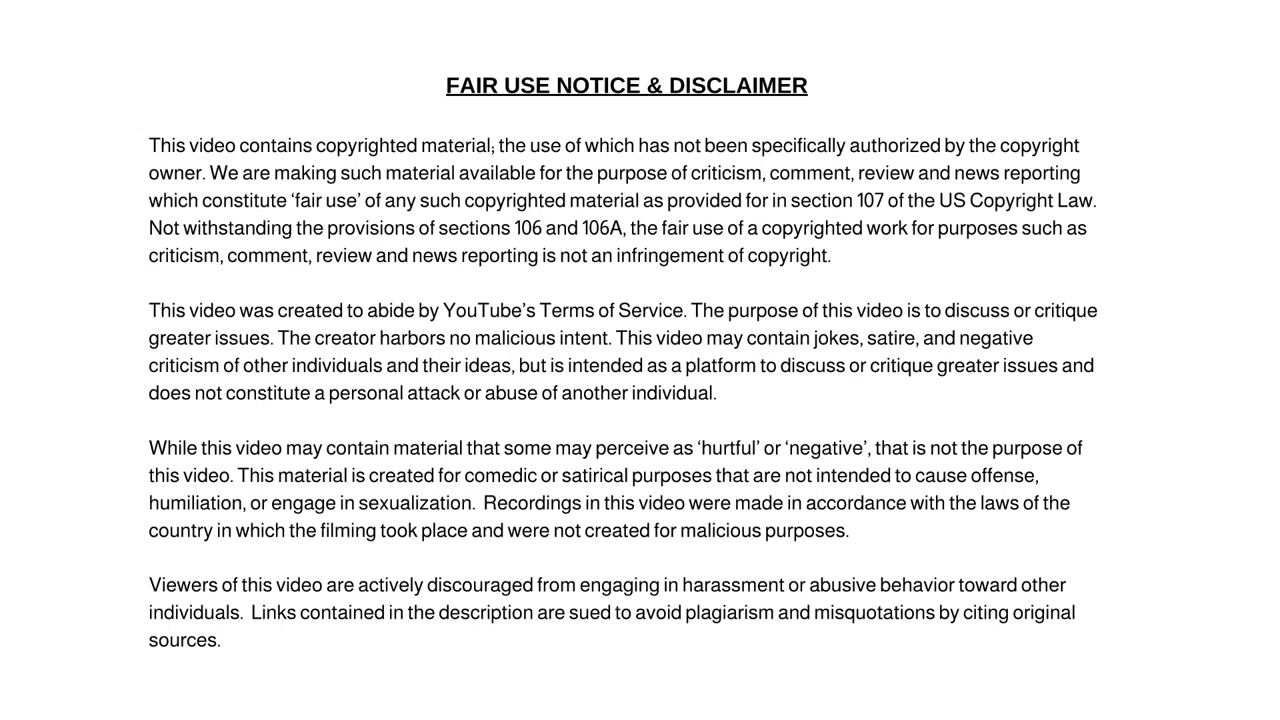 FAIR USE NOTICE & DISCLAIMER
This video contains copyrighted material; the use of which has not been specifically authorized by the copyright
owner. We are making such material available for the purpose of criticism, comment, review and news reporting
which constitute ‘fair use’ of any such copyrighted material as provided for in section 107 of the US Copyright Law.
Not withstanding the provisions of sections 106 and 106A, the fair use of a copyrighted work for purposes such as
criticism, comment, review and news reporting is not an infringement of copyright.
This video was created to abide by YouTube’s Terms of Service. The purpose of this video is to discuss or critique
greater issues. The creator harbors no malicious intent. This video may contain jokes, satire, and negative
criticism of other individuals and their ideas, but is intended as a platform to discuss or critique greater issues and
does not constitute a personal attack or abuse of another individual.
While this video may contain material that some may perceive as ‘hurtful’ or ‘negative’, that is not the purpose of
this video. This material is created for comedic or satirical purposes that are not intended to cause offense,
humiliation, or engage in sexualization.  Recordings in this video were made in accordance with the laws of the
country in which the filming took place and were not created for malicious purposes.
Viewers of this video are actively discouraged from engaging in harassment or abusive behavior toward other
individuals.  Links contained in the description are sued to avoid plagiarism and misquotations by citing original
sources.